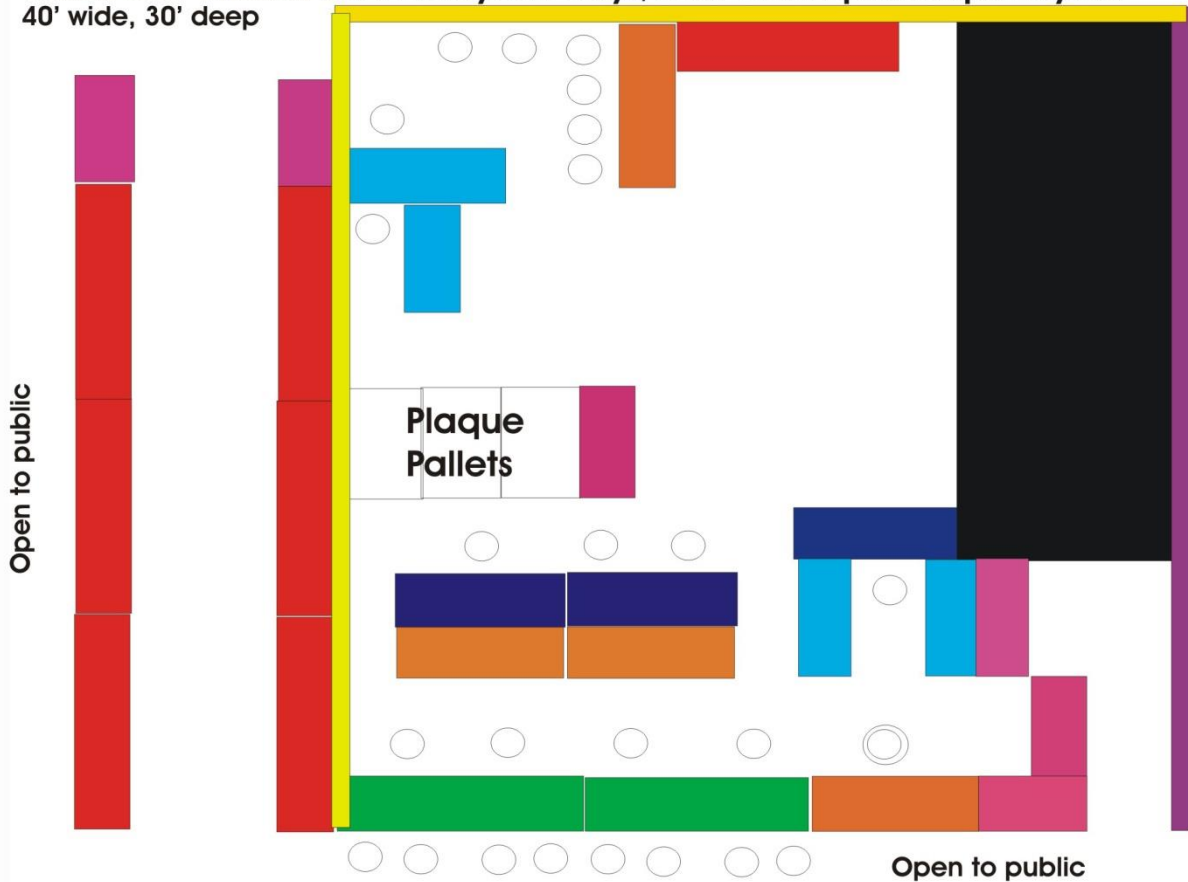 40' wide, 30' deep
Open to public
Plaque
Pallets
Open to public